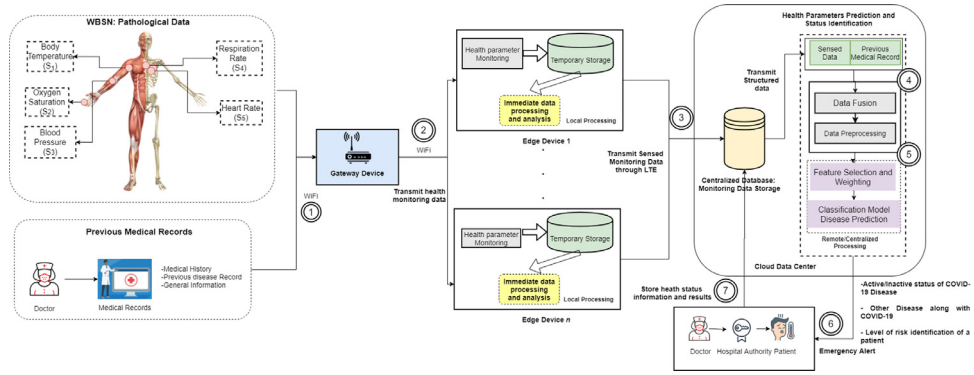 WBSN: Pathological Data
Body
Temperature
(S1)
Oxygen
Saturation
(S2)
Blood
Pressure
(S3)
Respiration
Rate
(S4)
Heart Rate
(S5)
Previous Medical Records
Doctor
Medical Records
-Medical History
-Previous disease Record
-General Information
WiFi
1
Gateway Device
2
WiFi
Transmit health
monitoring data
Health parameter
Monitoring
Temporary Storage
Immediate data
processing
and analysis
Local Processing
Edge Device 1
Health parameter
Monitoring
Temporary Storage
Immediate data
processing
and analysis
Local Processing
Edge Device n
3
Transmit Sensed
Monitoring Data
through LTE
Centralized Database:
Monitoring Data Storage
Transmit
Structured
data
Health Parameters Prediction and
Status Identification
Sensed
Data
Previous
Medical Record
4
Data Fusion
Data Preprocessing
5
Feature Selection and
Weighting
Classification Model
Disease Prediction
Remote/Centralized
Processing
Cloud Data Center
Store heath status
information and results
7
Doctor
Hospital Authority
Patient
6
Emergency Alert
-Active/Inactive status of COVID-
19 Disease
- Other Disease along with
COVID-19
- Level of risk identification of a
patient